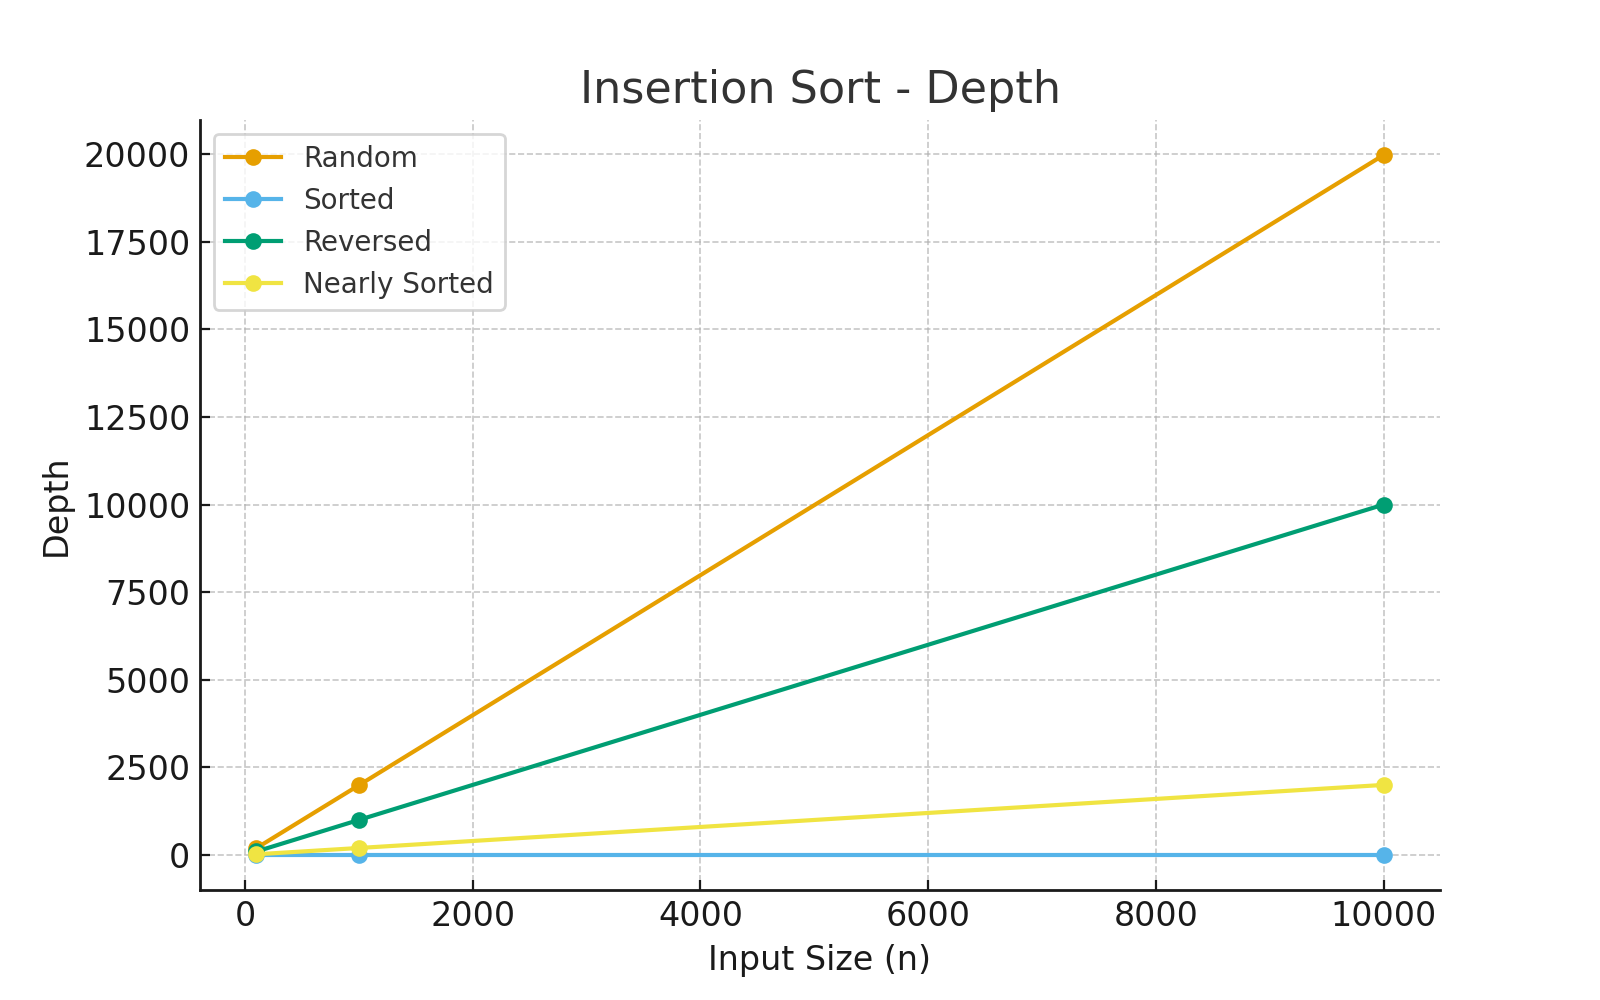 Insertion Sort - Depth
Random
Sorted
Reversed
Nearly Sorted
20000
17500
15000
12500
10000
7500
5000
2500
0
Depth
0 2000 4000 6000 8000 10000
Input Size (n)